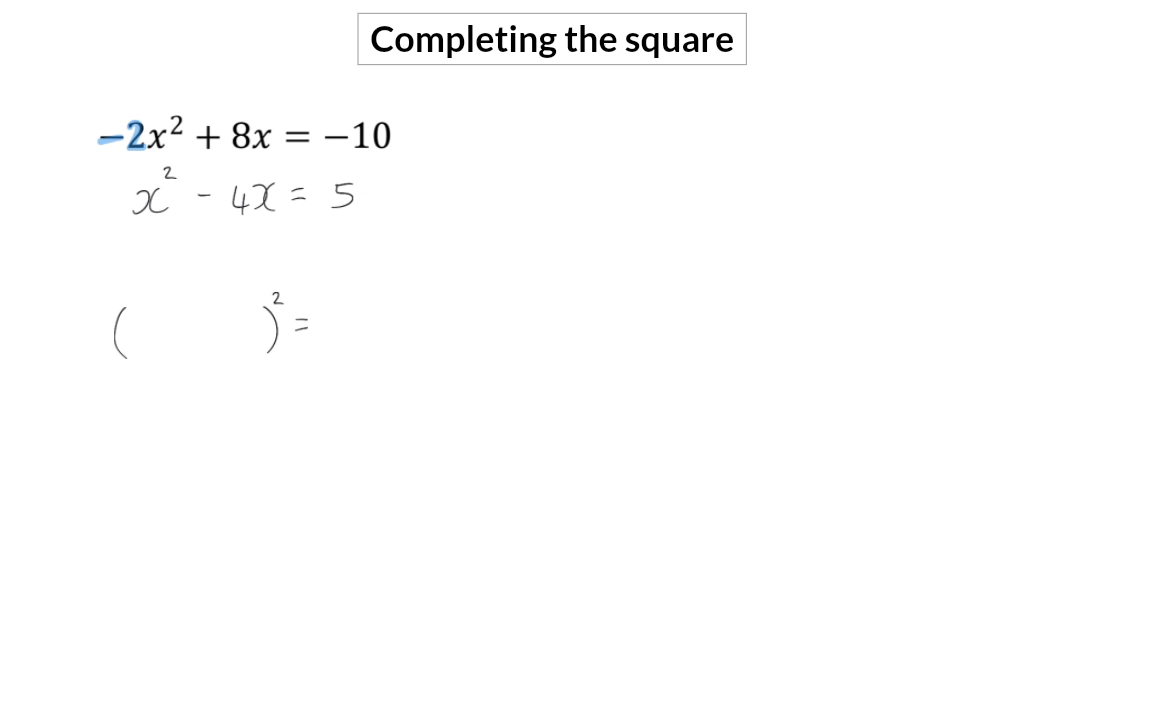 Completing the square
−2x² + 8x = −10
x² - 4x = 5
( )² =